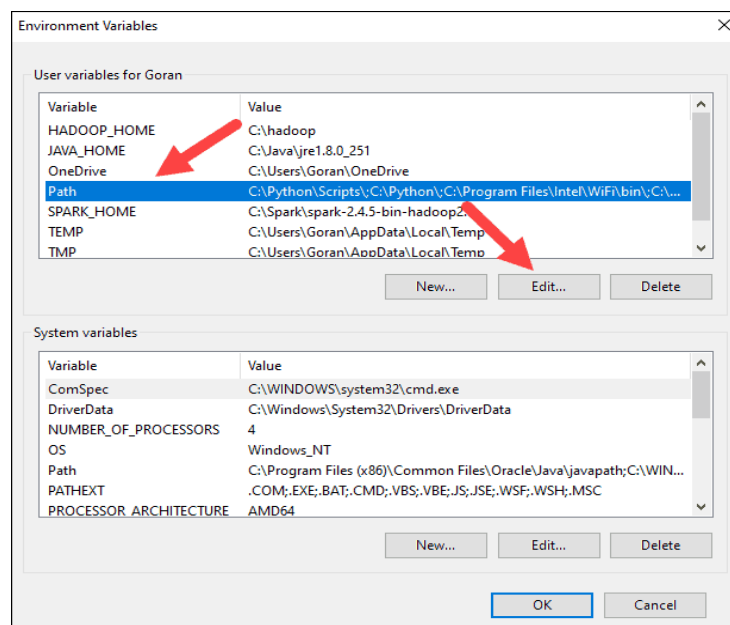 Environment Variables
User variables for Goran
Variable Value
HADOOP_HOME C:\hadoop
JAVA_HOME C:\Java\jre1.8.0_251
OneDrive C:\Users\Goran\OneDrive
Path C:\Python\Scripts\;C:\Python\;C:\Program Files\Intel\WiFi\bin\;C:\...
SPARK_HOME C:\Spark\spark-2.4.5-bin-hadoop2.
TEMP C:\Users\Goran\AppData\Local\Temp
TMP C:\Users\Goran\AppData\Local\Temp
New... Edit... Delete
System variables
Variable Value
ComSpec C:\WINDOWS\system32\cmd.exe
DriverData C:\Windows\System32\Drivers\DriverData
NUMBER_OF_PROCESSORS 4
OS Windows_NT
Path C:\Program Files (x86)\Common Files\Oracle\Java\javapath;C:\WIN...
PATHEXT .COM;.EXE;.BAT;.CMD;.VBS;.VBE;.JS;.JSE;.WSF;.WSH;.MSC
PROCESSOR_ARCHITECTURE AMD64
New... Edit... Delete
OK Cancel